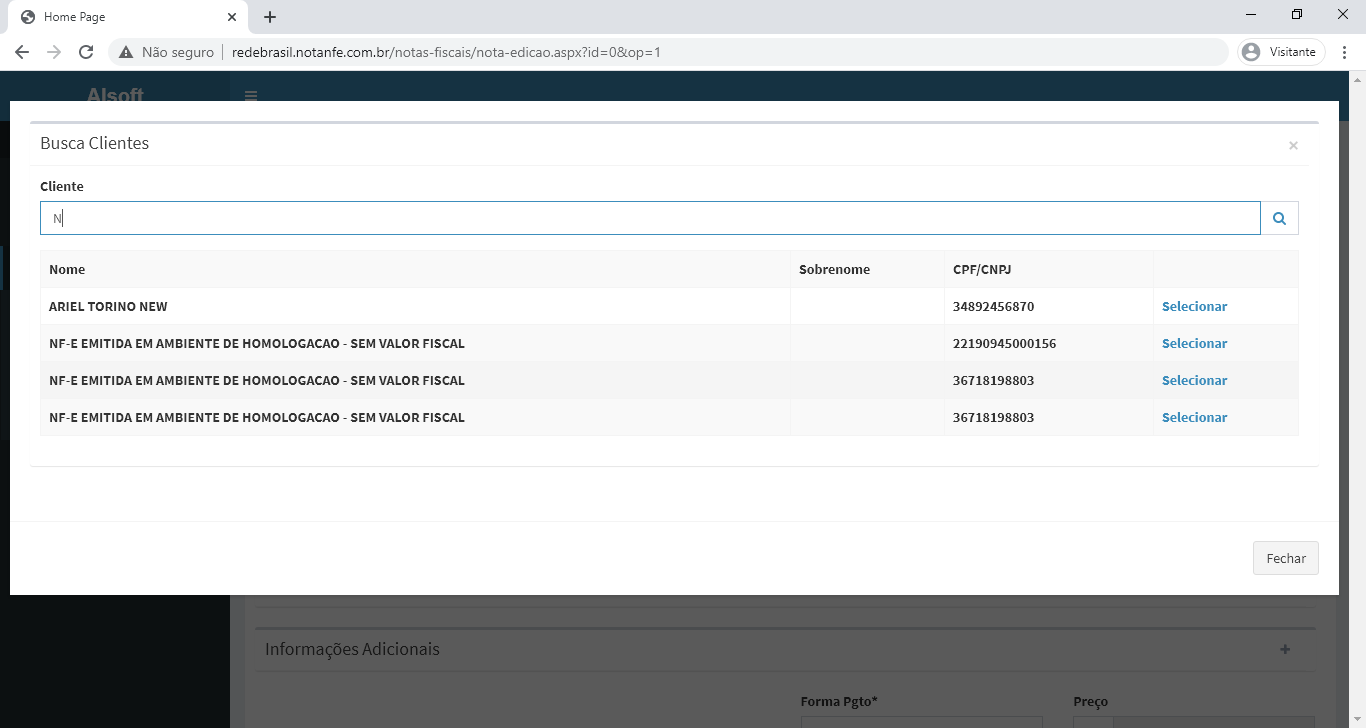 Home Page
Não seguro redebrasil.notanfe.com.br/notas-fiscais/nota-edicao.aspx?id=0&op=1 Visitante
Alsoft
Busca Clientes
Cliente
N
Nome Sobrenome CPF/CNPJ
ARIEL TORINO NEW 34892456870 Selecionar
NF-E EMITIDA EM AMBIENTE DE HOMOLOGACAO - SEM VALOR FISCAL 22190945000156 Selecionar
NF-E EMITIDA EM AMBIENTE DE HOMOLOGACAO - SEM VALOR FISCAL 36718198803 Selecionar
NF-E EMITIDA EM AMBIENTE DE HOMOLOGACAO - SEM VALOR FISCAL 36718198803 Selecionar
Fechar
Informações Adicionais
Forma Pgto* Preço